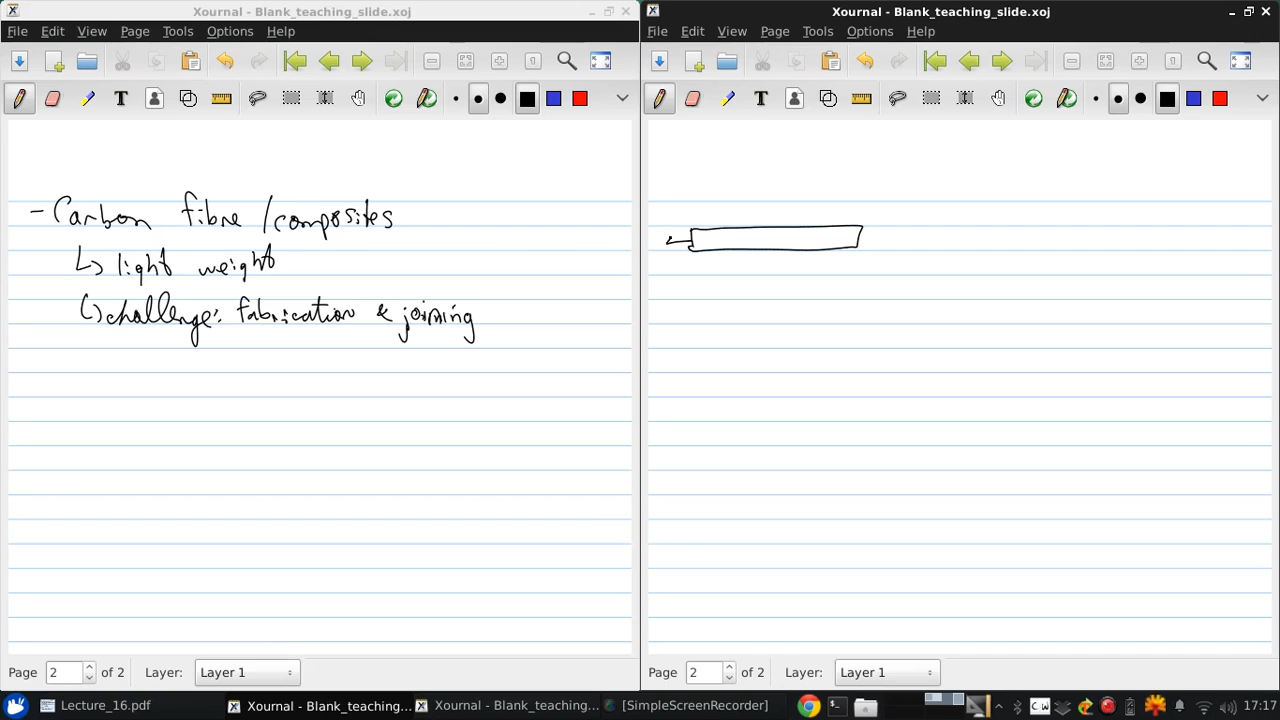 Xournal - Blank_teaching_slide.xoj
File Edit View Page Tools Options Help
- Carbon fibre / composites
↳ light weight
↳ challenge: fabrication & joining
Page 2 of 2 Layer: Layer 1
Xournal - Blank_teaching_slide.xoj
File Edit View Page Tools Options Help
Page 2 of 2 Layer: Layer 1
Lecture_16.pdf Xournal - Blank_teaching... Xournal - Blank_teaching... [SimpleScreenRecorder] 17:17